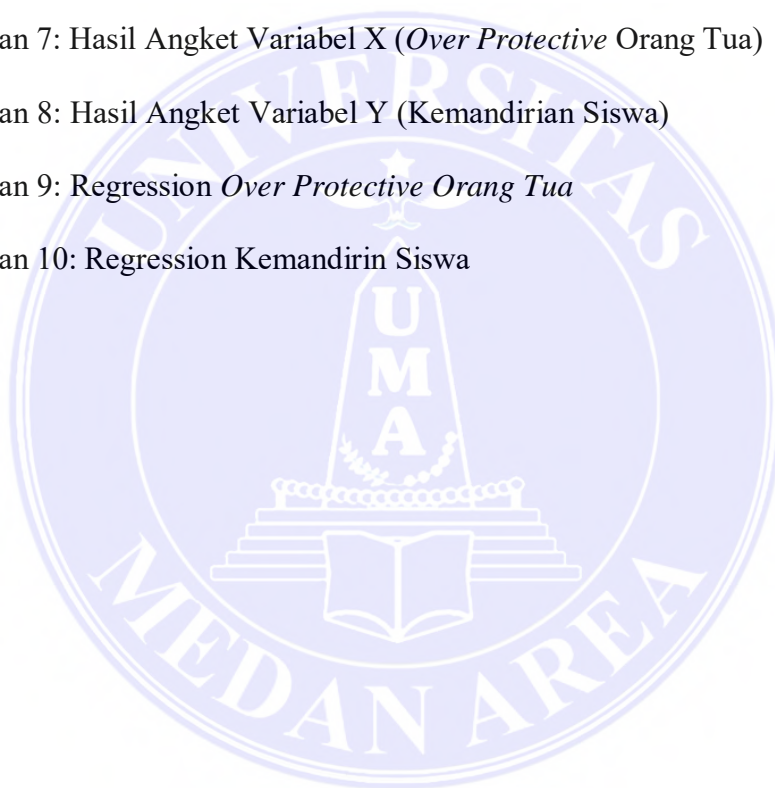 an 7: Hasil Angket Variabel X (Over Protective Orang Tua)
an 8: Hasil Angket Variabel Y (Kemandirian Siswa)
an 9: Regression Over Protective Orang Tua
an 10: Regression Kemandirin Siswa
UNIVERSITAS
UMA
MEDAN AREA